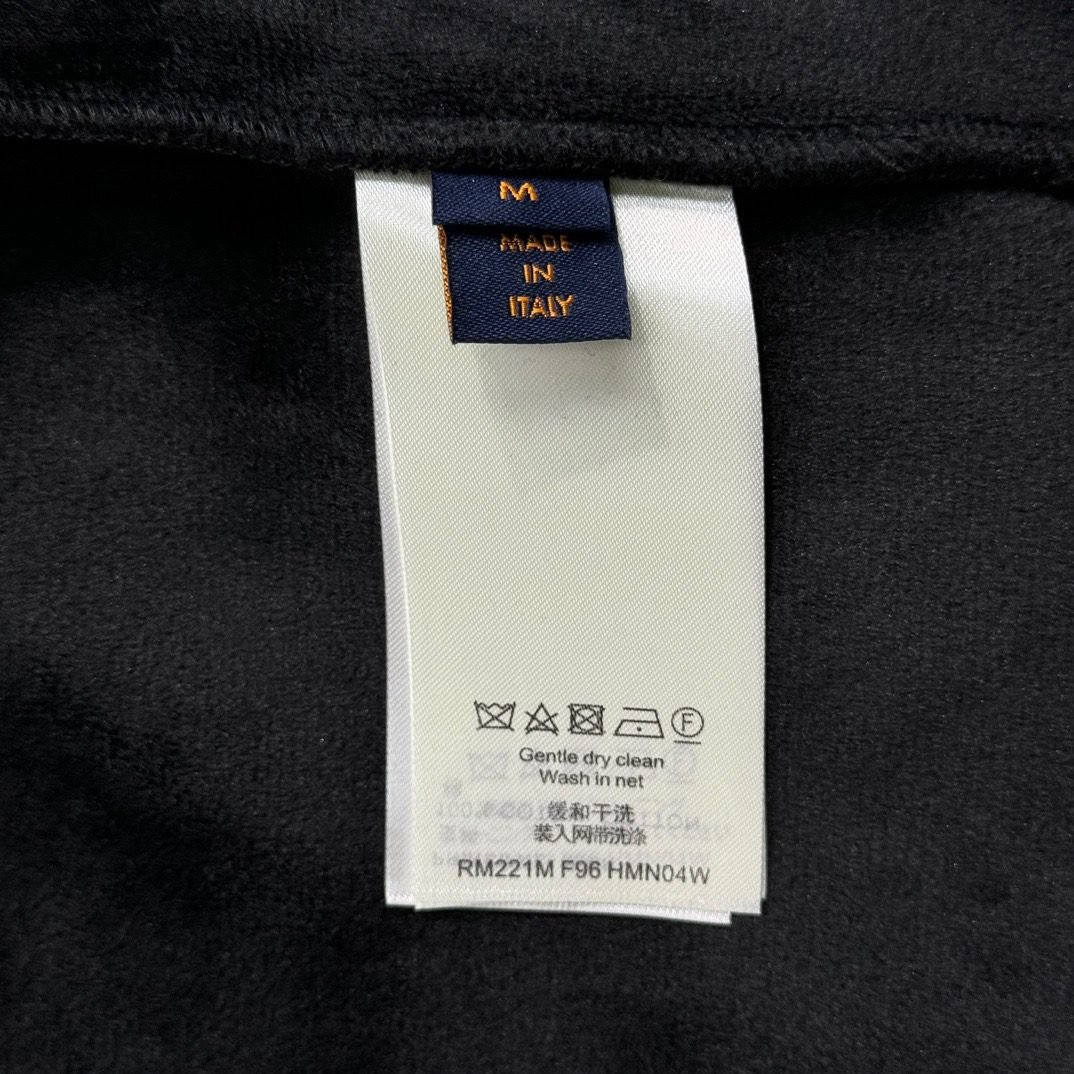 M
MADE
IN
ITALY
F
Gentle dry clean
Wash in net
缓和干洗
装入网带洗涤
RM221M F96 HMN04W